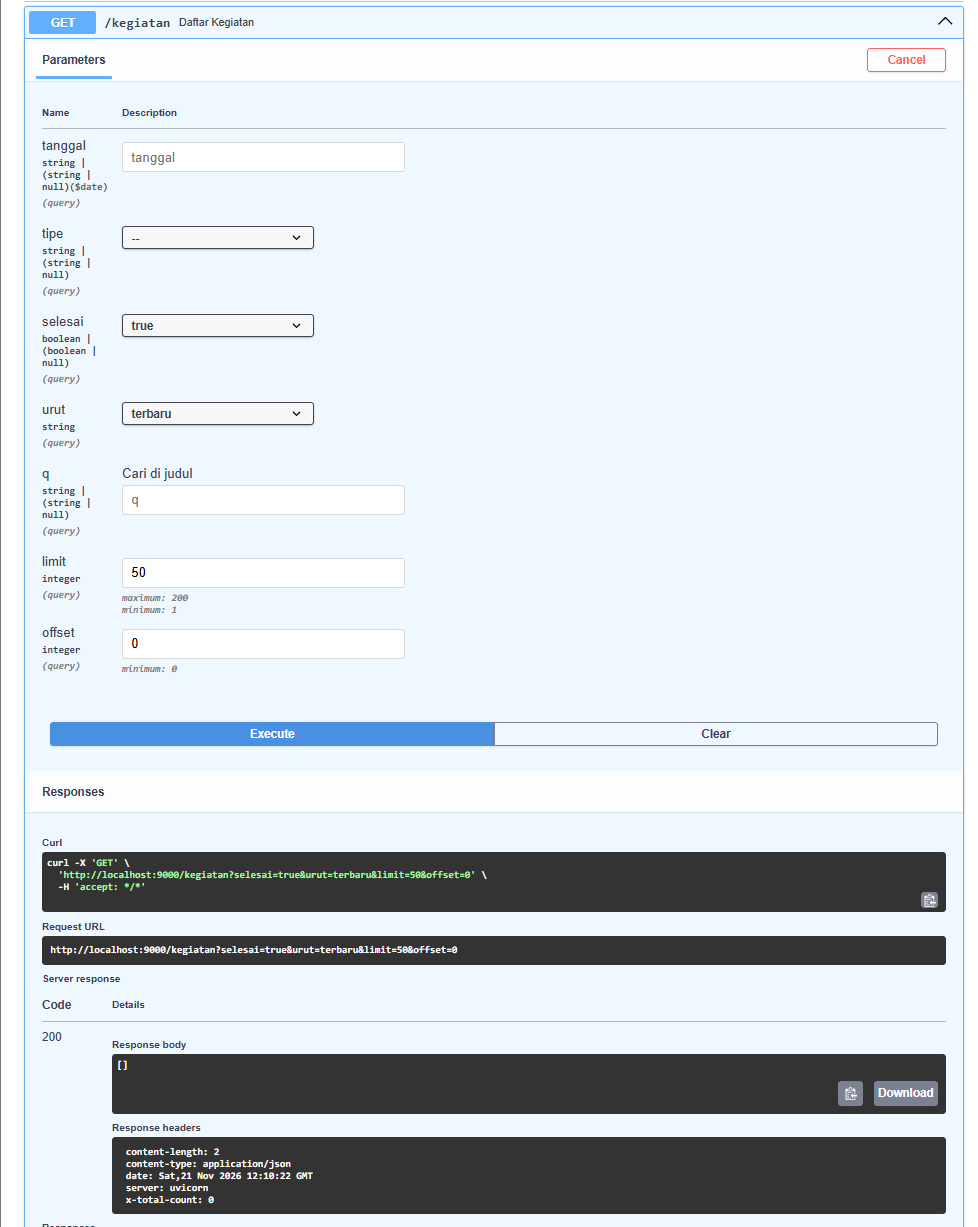 GET /kegiatan Daftar Kegiatan
Parameters
Cancel
Name Description
tanggal
string |
(string |
null)($date)
(query)
tanggal
tipe
string |
(string |
null)
(query)
--
selesai
boolean |
(boolean |
null)
(query)
true
urut
string
(query)
terbaru
q
string |
(string |
null)
(query)
Cari di judul
q
limit
integer
(query)
50
maximum: 200
minimum: 1
offset
integer
(query)
0
minimum: 0
Execute
Clear
Responses
Curl
curl -X 'GET' \
'http://localhost:9000/kegiatan?selesai=true&urut=terbaru&limit=50&offset=0' \
-H 'accept: */*'
Request URL
http://localhost:9000/kegiatan?selesai=true&urut=terbaru&limit=50&offset=0
Server response
Code Details
200
Response body
[]
Download
Response headers
content-length: 2
content-type: application/json
date: Sat,21 Nov 2026 12:10:22 GMT
server: uvicorn
x-total-count: 0
Responses